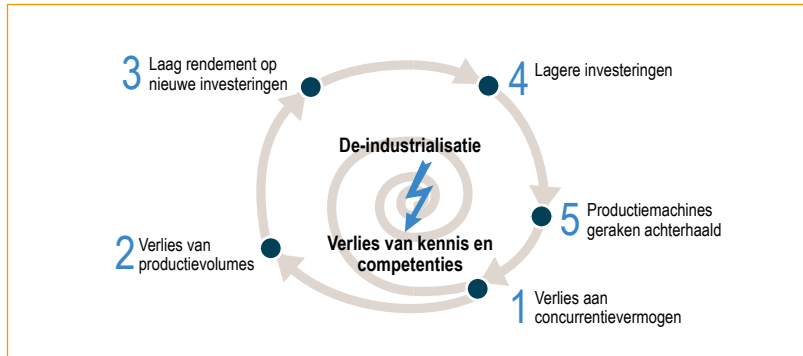 3 Laag rendement op
nieuwe investeringen
4 Lagere investeringen
De-industrialisatie
5 Productiemachines
geraken achterhaald
2 Verlies van
productievolumes
Verlies van kennis en
competenties
1 Verlies aan
concurrentievermogen